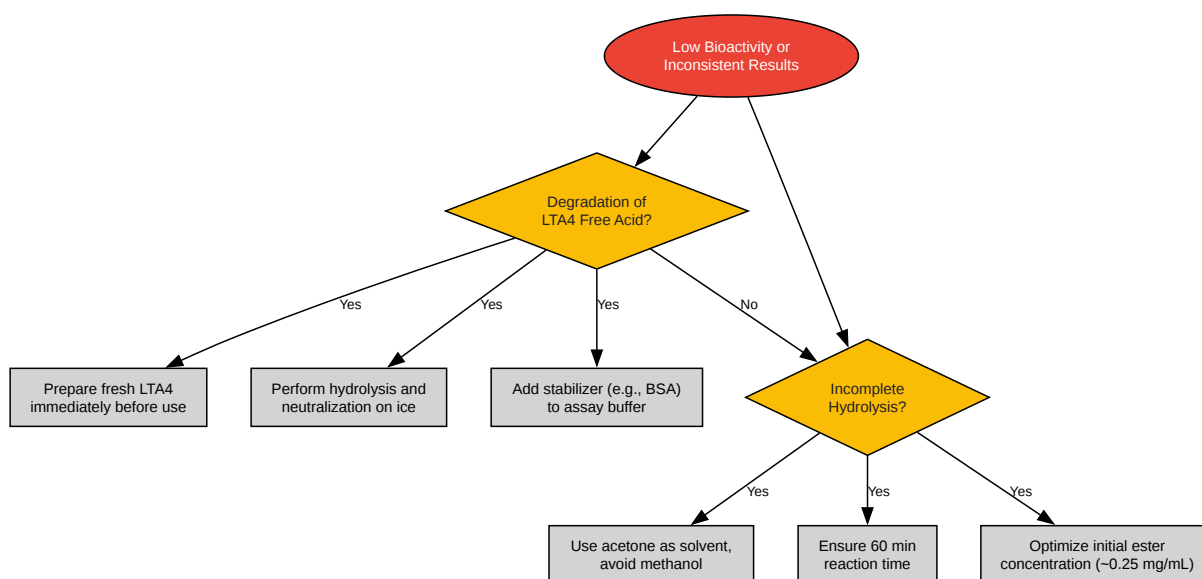 Low Bioactivity or
Inconsistent Results
Degradation of
LTA4 Free Acid?
Yes
Yes
Yes
No
Prepare fresh LTA4
immediately before use
Perform hydrolysis and
neutralization on ice
Add stabilizer (e.g., BSA)
to assay buffer
Incomplete
Hydrolysis?
Yes
Yes
Yes
Use acetone as solvent,
avoid methanol
Ensure 60 min
reaction time
Optimize initial ester
concentration (~0.25 mg/mL)